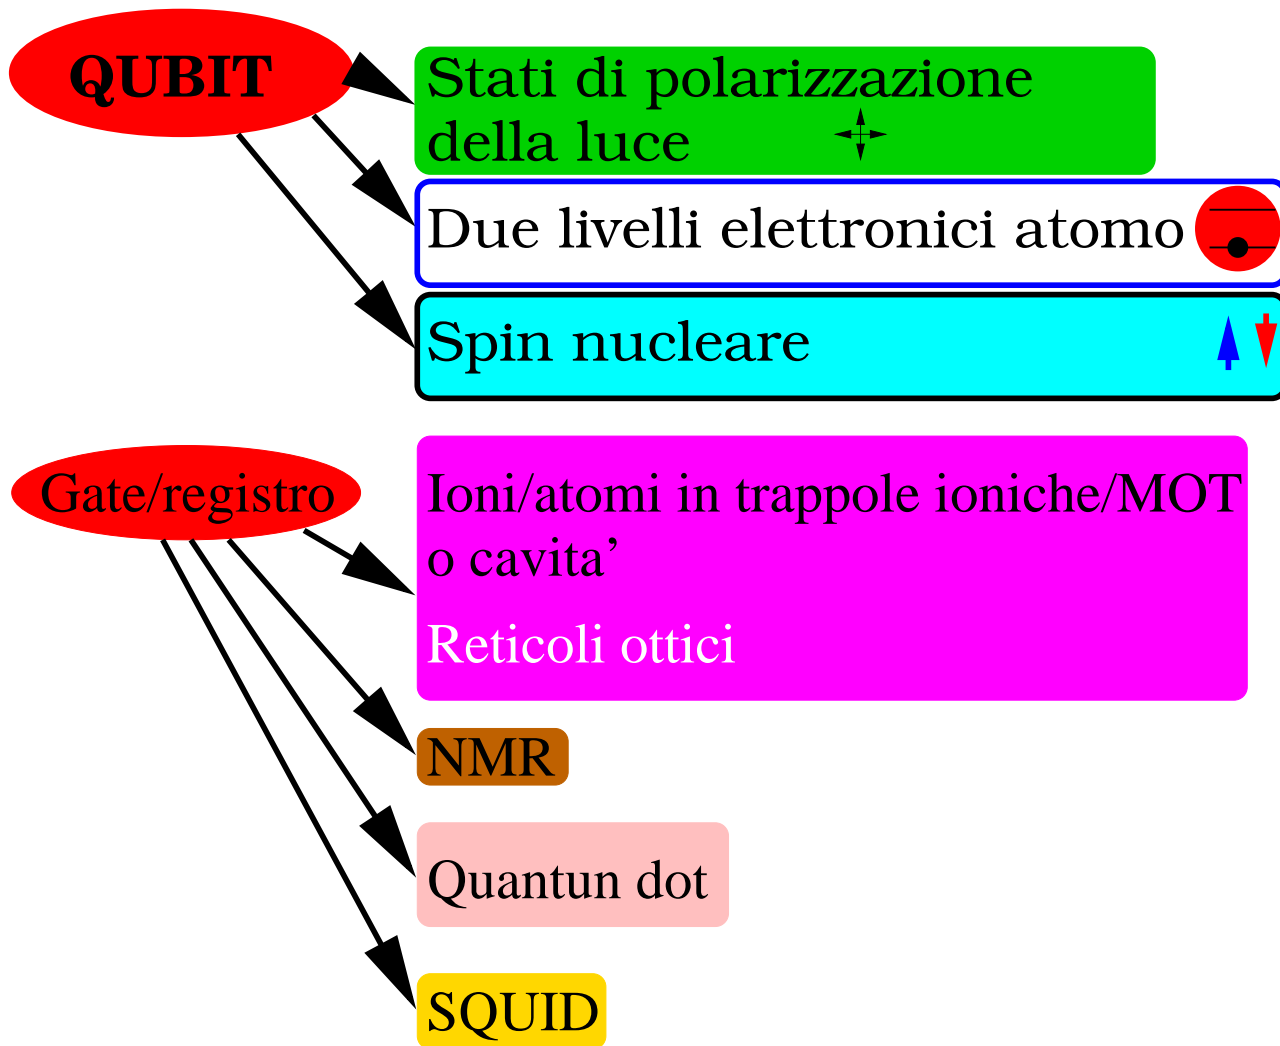 QUBIT
Stati di polarizzazione
della luce
Due livelli elettronici atomo
Spin nucleare
Gate/registro
Ioni/atomi in trappole ioniche/MOT
o cavita’
Reticoli ottici
NMR
Quantun dot
SQUID